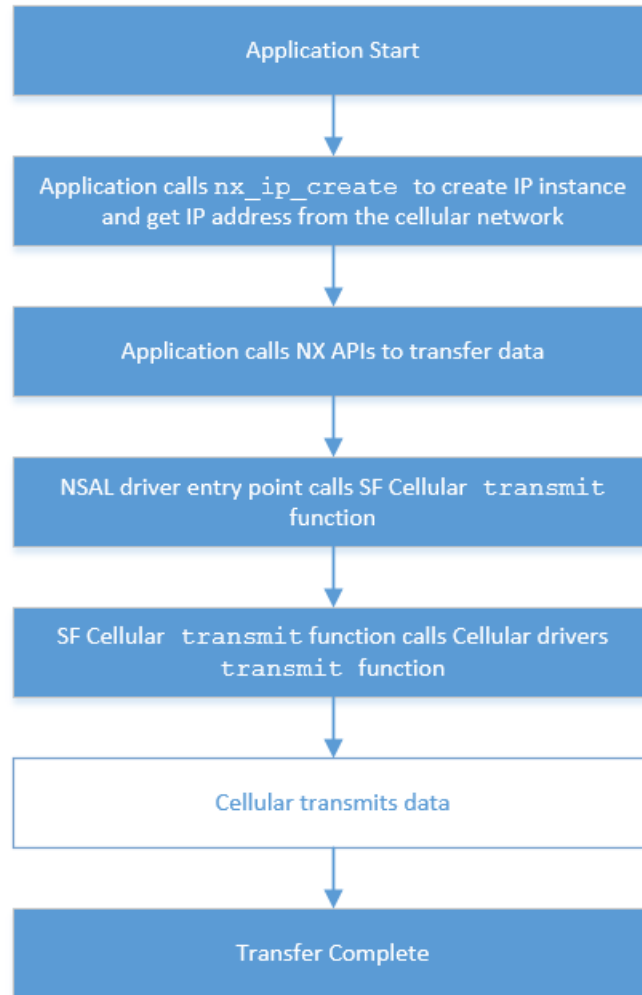 Application Start
Application calls nx_ip_create to create IP instance
and get IP address from the cellular network
Application calls NX APIs to transfer data
NSAL driver entry point calls SF Cellular transmit
function
SF Cellular transmit function calls Cellular drivers
transmit function
Cellular transmits data
Transfer Complete